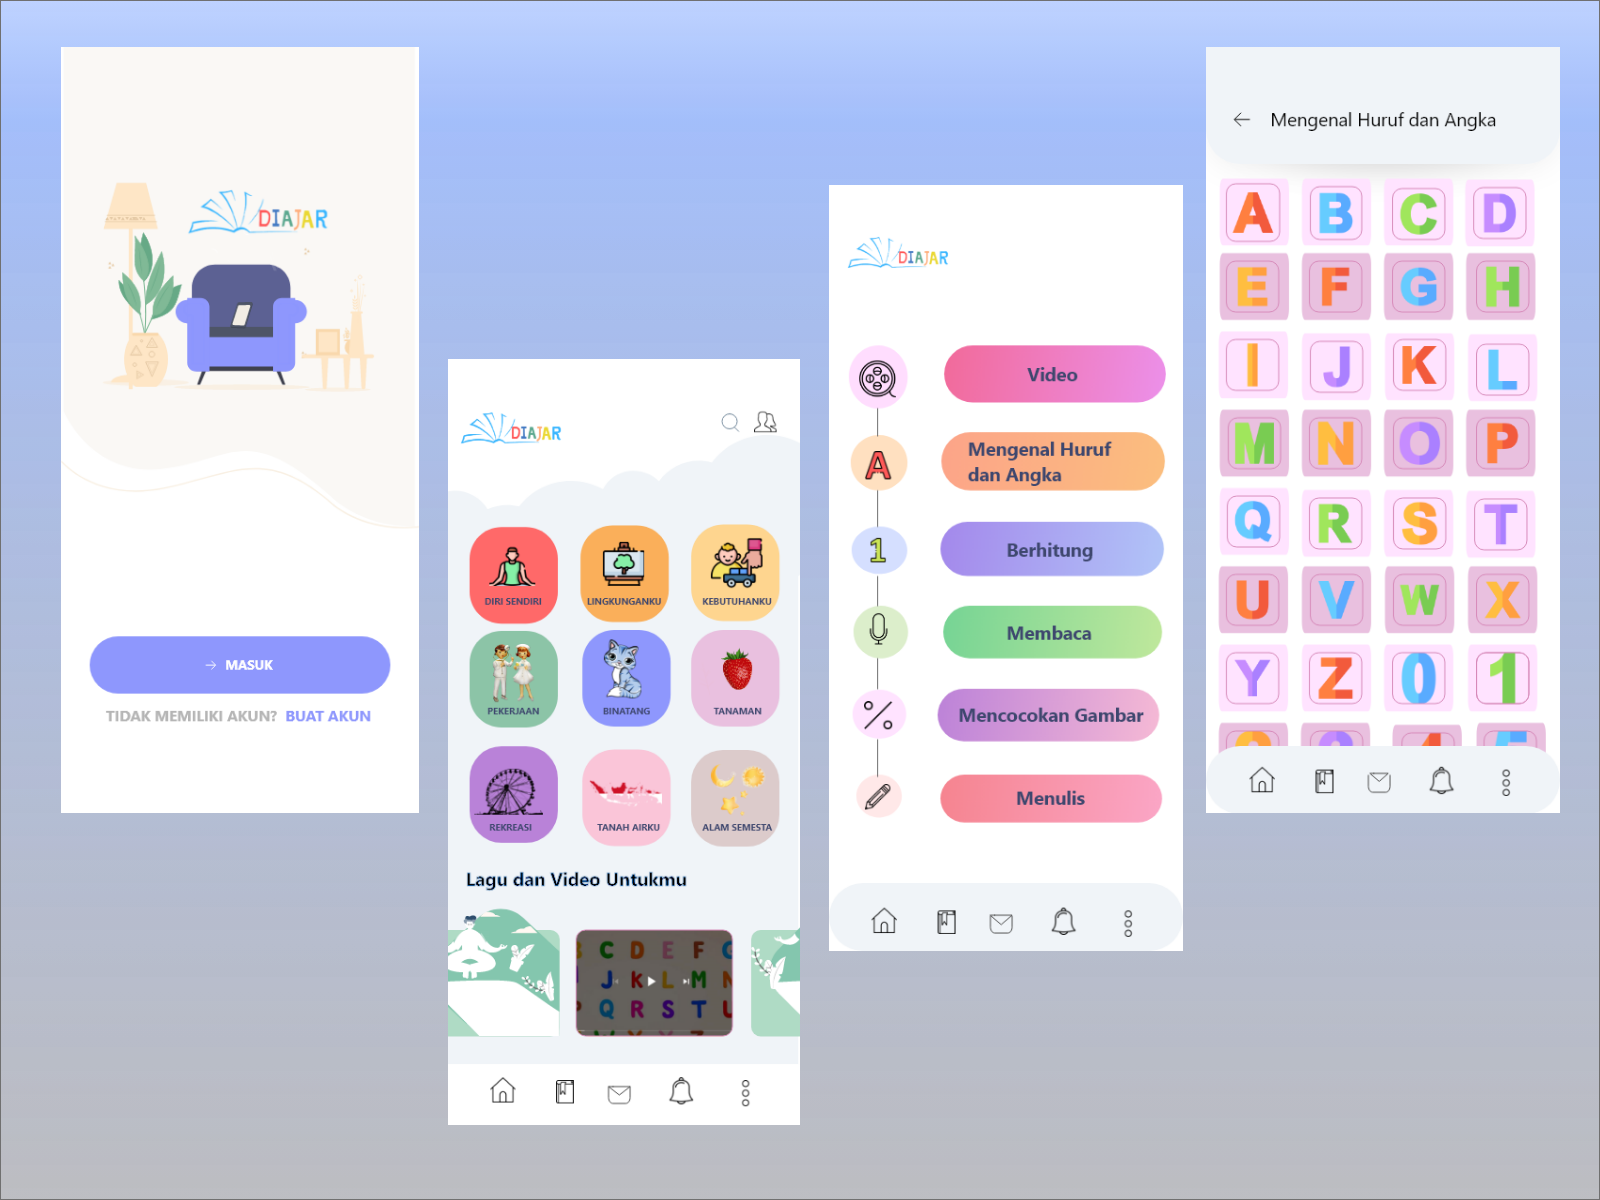 DIAJAR
MASUK
TIDAK MEMILIKI AKUN? BUAT AKUN
DIAJAR
DIRI SENDIRI LINGKUNGANKU KEBUTUHANKU
PEKERJAAN BINATANG TANAMAN
REKREASI TANAH AIRKU ALAM SEMESTA
Lagu dan Video Untukmu
C D E F
J K L M
Q R S T
DIAJAR
Video
A
Mengenal Huruf
dan Angka
1
Berhitung
Membaca
%
Mencocokan Gambar
Menulis
Mengenal Huruf dan Angka
A B C D
E F G H
I J K L
M N O P
Q R S T
U V W X
Y Z 0 1